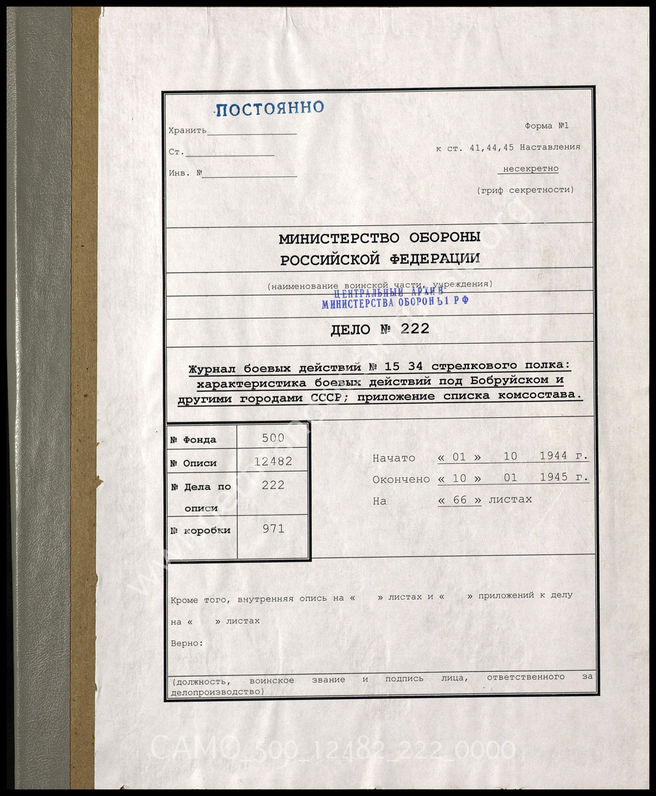 ПОСТОЯННО
Хранить
Форма №1
Ст.
к ст. 41,44,45 Наставления
Инв. №
несекретно
(гриф секретности)
МИНИСТЕРСТВО ОБОРОНЫ
РОССИЙСКОЙ ФЕДЕРАЦИИ
(наименование воинской части, учреждения)
ЦЕНТРАЛЬНЫЙ АРХИВ
МИНИСТЕРСТВА ОБОРОНЫ РФ
ДЕЛО № 222
Журнал боевых действий № 15 34 стрелкового полка:
характеристика боевых действий под Бобруйском и
другими городами СССР; приложение списка комсостава.
№ Фонда 500
№ Описи 12482
№ Дела по описи 222
№ коробки 971
Начато « 01 » 10 1944 г.
Окончено « 10 » 01 1945 г.
На « 66 » листах
Кроме того, внутренняя опись на « » листах и « » приложений к делу
на « » листах
Верно:
(должность, воинское звание и подпись лица, ответственного за
делопроизводство)
CAMO_500_12482_222_0000